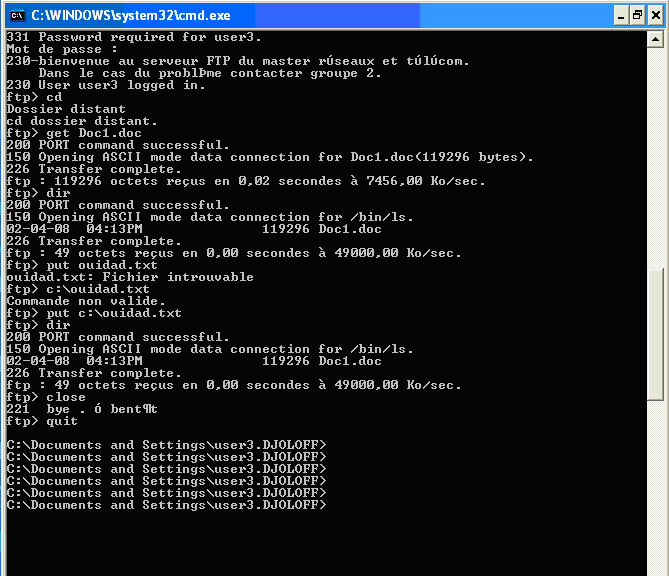 C:\WINDOWS\system32\cmd.exe
331 Password required for user3.
Mot de passe :
230-bienvenue au serveur FTP du master rúseaux et túlúcom.
    Dans le cas du problÞme contacter groupe 2.
230 User user3 logged in.
ftp> cd
Dossier distant
cd dossier distant.
ftp> get Doc1.doc
200 PORT command successful.
150 Opening ASCII mode data connection for Doc1.doc(119296 bytes).
226 Transfer complete.
ftp : 119296 octets reçus en 0,02 secondes à 7456,00 Ko/sec.
ftp> dir
200 PORT command successful.
150 Opening ASCII mode data connection for /bin/ls.
02-04-08  04:13PM               119296 Doc1.doc
226 Transfer complete.
ftp : 49 octets reçus en 0,00 secondes à 49000,00 Ko/sec.
ftp> put ouidad.txt
ouidad.txt: Fichier introuvable
ftp> c:\ouidad.txt
Commande non valide.
ftp> put c:\ouidad.txt
ftp> dir
200 PORT command successful.
150 Opening ASCII mode data connection for /bin/ls.
02-04-08  04:13PM               119296 Doc1.doc
226 Transfer complete.
ftp : 49 octets reçus en 0,00 secondes à 49000,00 Ko/sec.
ftp> close
221  bye . ó bent¶t
ftp> quit
C:\Documents and Settings\user3.DJOLOFF>
C:\Documents and Settings\user3.DJOLOFF>
C:\Documents and Settings\user3.DJOLOFF>
C:\Documents and Settings\user3.DJOLOFF>
C:\Documents and Settings\user3.DJOLOFF>
C:\Documents and Settings\user3.DJOLOFF>